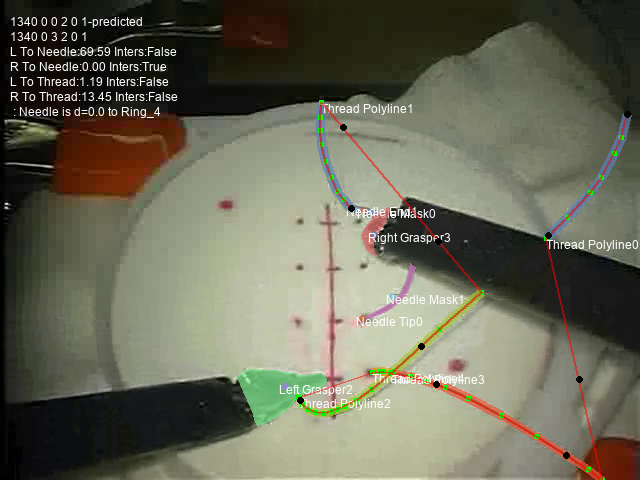 1340 0 0 2 0 1-predicted
1340 0 3 2 0 1
L To Needle:69.59 Inters:False
R To Needle:0.00 Inters:True
L To Thread:1.19 Inters:False
R To Thread:13.45 Inters:False
: Needle is d=0.0 to Ring_4
Thread Polyline1
Mask0
Right Grasper3
Thread Polyline0
Needle Mask1
Needle Tip0
Left Grasper2
Thread Polyline2